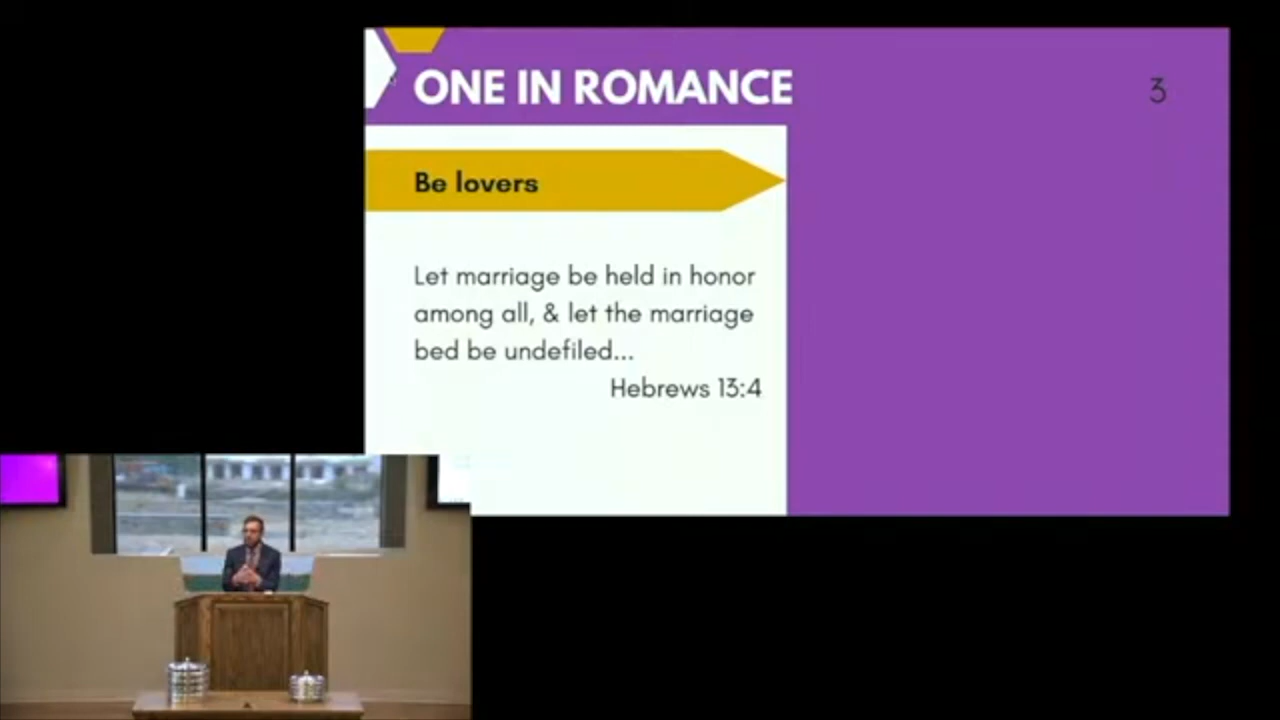 ONE IN ROMANCE
3
Be lovers
Let marriage be held in honor
among all, & let the marriage
bed be undefiled...
Hebrews 13:4